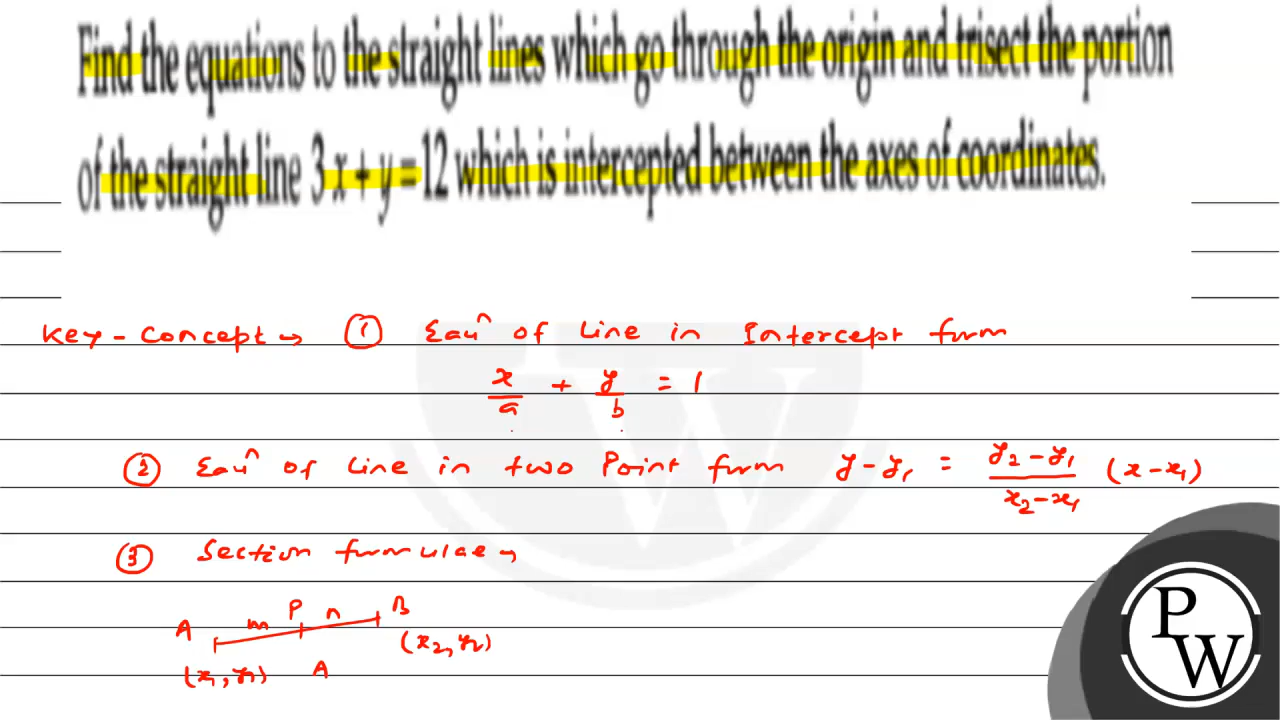 Find the equations to the straight lines which go through the origin and trisect the portion
of the straight line 3 x + y = 12 which is intercepted between the axes of coordinates.
Key - Concept → ① Equⁿ of Line in Intercept form
x/a + y/b = 1
② Equⁿ of Line in two Point form y - y₁ = (y₂ - y₁)/(x₂ - x₁) (x - x₁)
③ Section formulae →
A m P n B
(x₁, y₁) A (x₂, y₂)
P
W